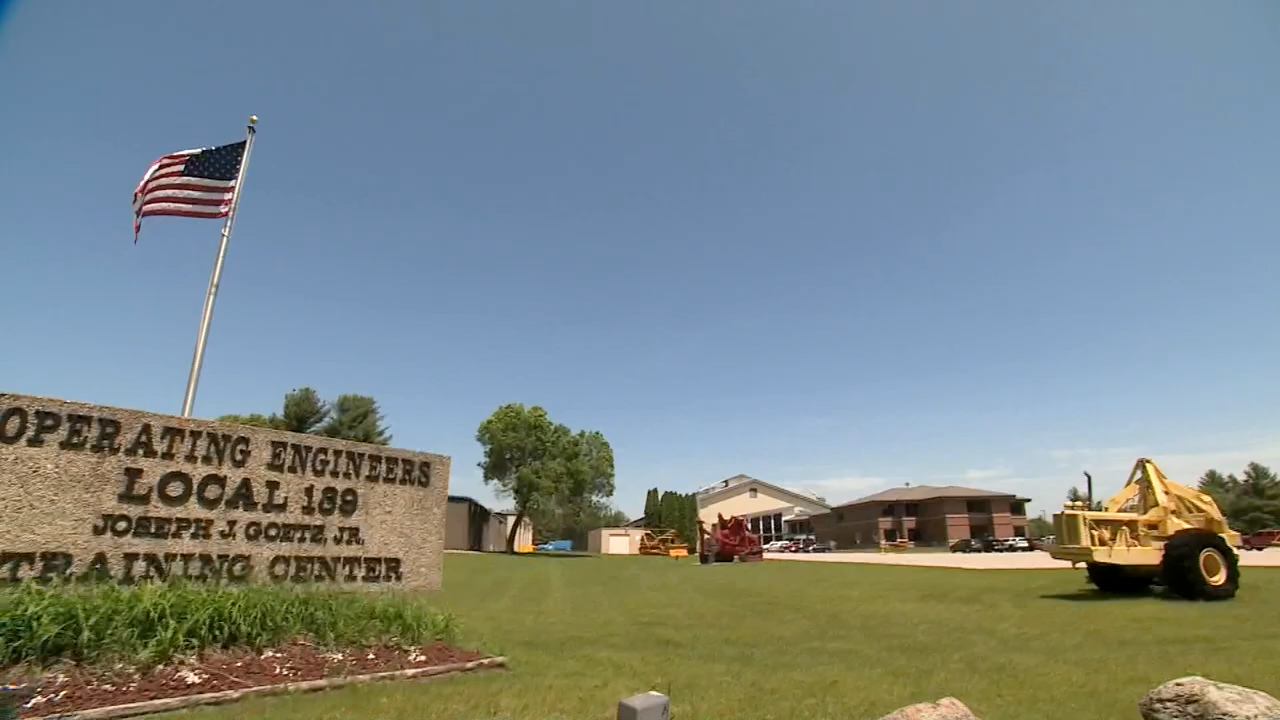 OPERATING ENGINEERS
LOCAL 139
JOSEPH J. GOETZ, JR.
TRAINING CENTER